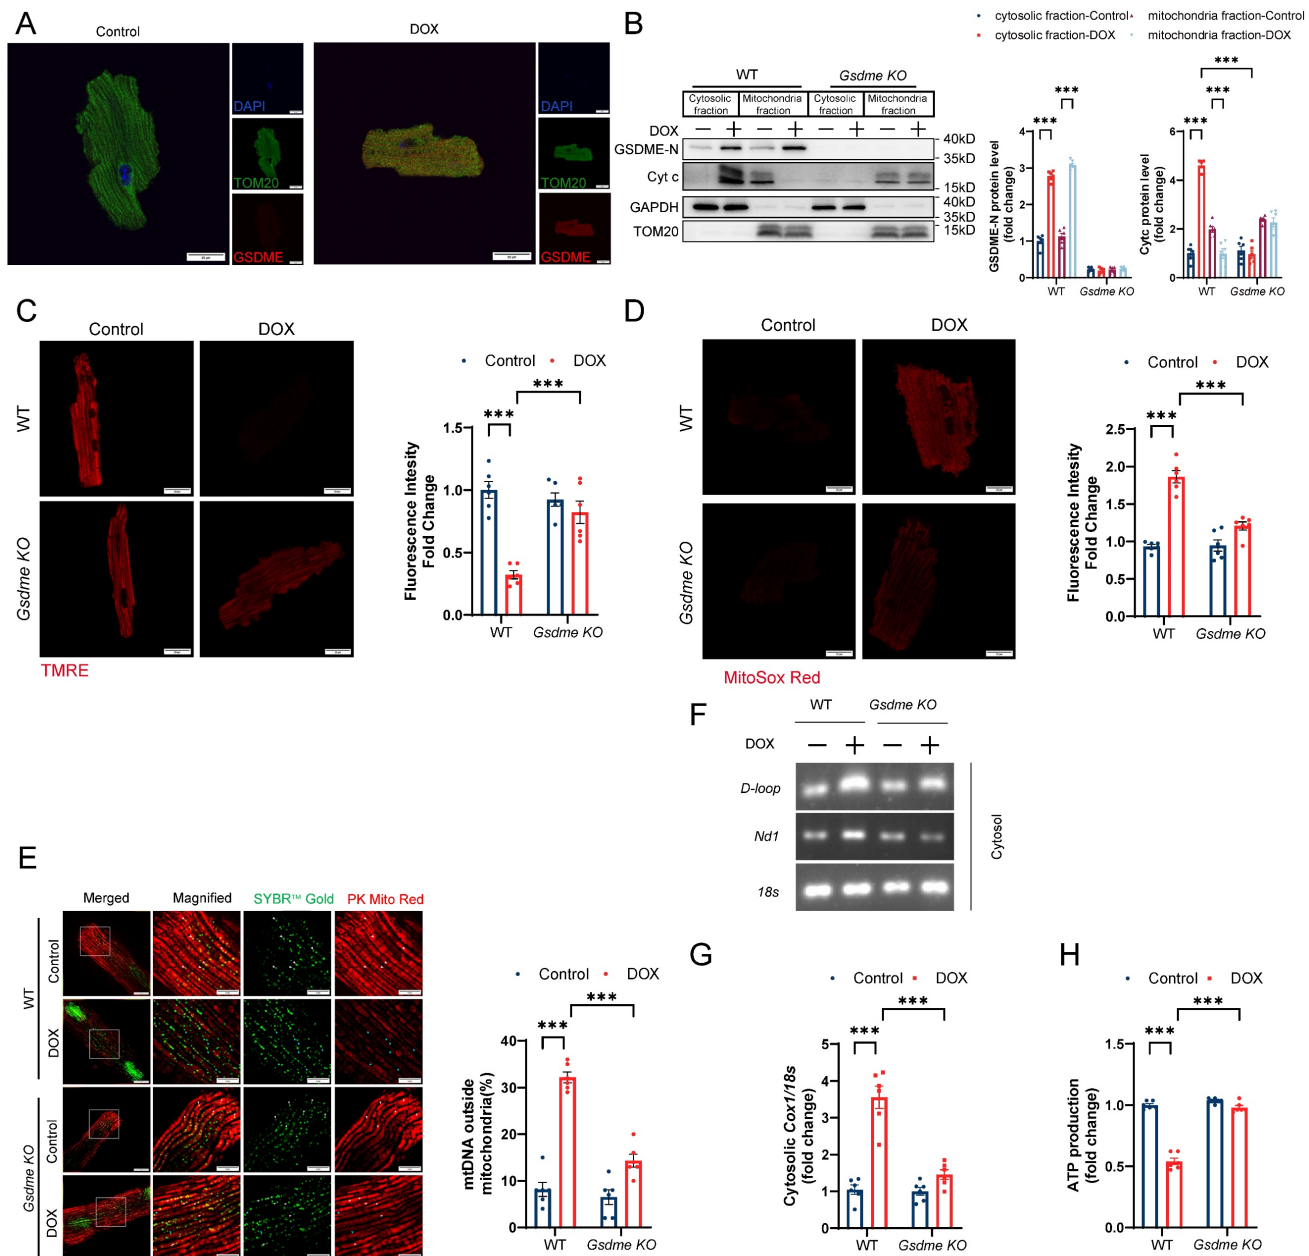 A
Control
DOX
DAPI
TOM20
GSDME
DAPI
TOM20
GSDME
B
cytosolic fraction-Control
mitochondria fraction-Control
cytosolic fraction-DOX
mitochondria fraction-DOX
WT
Gsdme KO
Cytosolic fraction
Mitochondria fraction
Cytosolic fraction
Mitochondria fraction
DOX
— + — + — + — +
GSDME-N
40kD
35kD
Cyt c
15kD
GAPDH
40kD
35kD
TOM20
15kD
GSDME-N protein level
(fold change)
4
3
2
1
0
*** ***
WT
Gsdme KO
Cytc protein level
(fold change)
6
4
2
0
***
***
***
WT
Gsdme KO
C
Control
DOX
WT
Gsdme KO
TMRE
Control
DOX
Fluorescence Intesity
Fold Change
1.5
1.0
0.5
0.0
***
***
WT
Gsdme KO
D
Control
DOX
WT
Gsdme KO
MitoSox Red
Control
DOX
Fluorescence Intesity
Fold Change
2.5
2.0
1.5
1.0
0.5
0.0
***
***
WT
Gsdme KO
F
WT
Gsdme KO
DOX
— + — +
D-loop
Nd1
18s
Cytosol
E
Merged
Magnified
SYBR™ Gold
PK Mito Red
WT
Control
DOX
Gsdme KO
Control
DOX
Control
DOX
mtDNA outside
mitochondria(%)
40
30
20
10
0
***
***
WT
Gsdme KO
G
Control
DOX
Cytosolic Cox1/18s
(fold change)
5
4
3
2
1
0
***
***
WT
Gsdme KO
H
Control
DOX
ATP production
(fold change)
1.5
1.0
0.5
0.0
***
***
WT
Gsdme KO